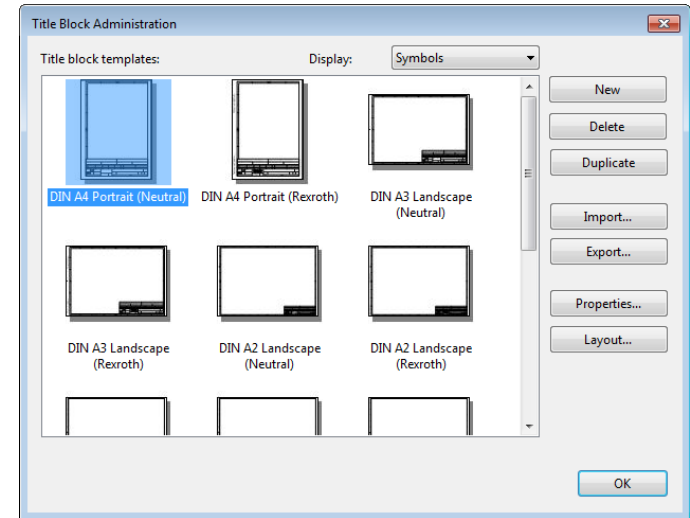 Title Block Administration
Title block templates:
Display:
Symbols
New
Delete
Duplicate
Import...
Export...
Properties...
Layout...
DIN A4 Portrait (Neutral)
DIN A4 Portrait (Rexroth)
DIN A3 Landscape
(Neutral)
DIN A3 Landscape
(Rexroth)
DIN A2 Landscape
(Neutral)
DIN A2 Landscape
(Rexroth)
OK